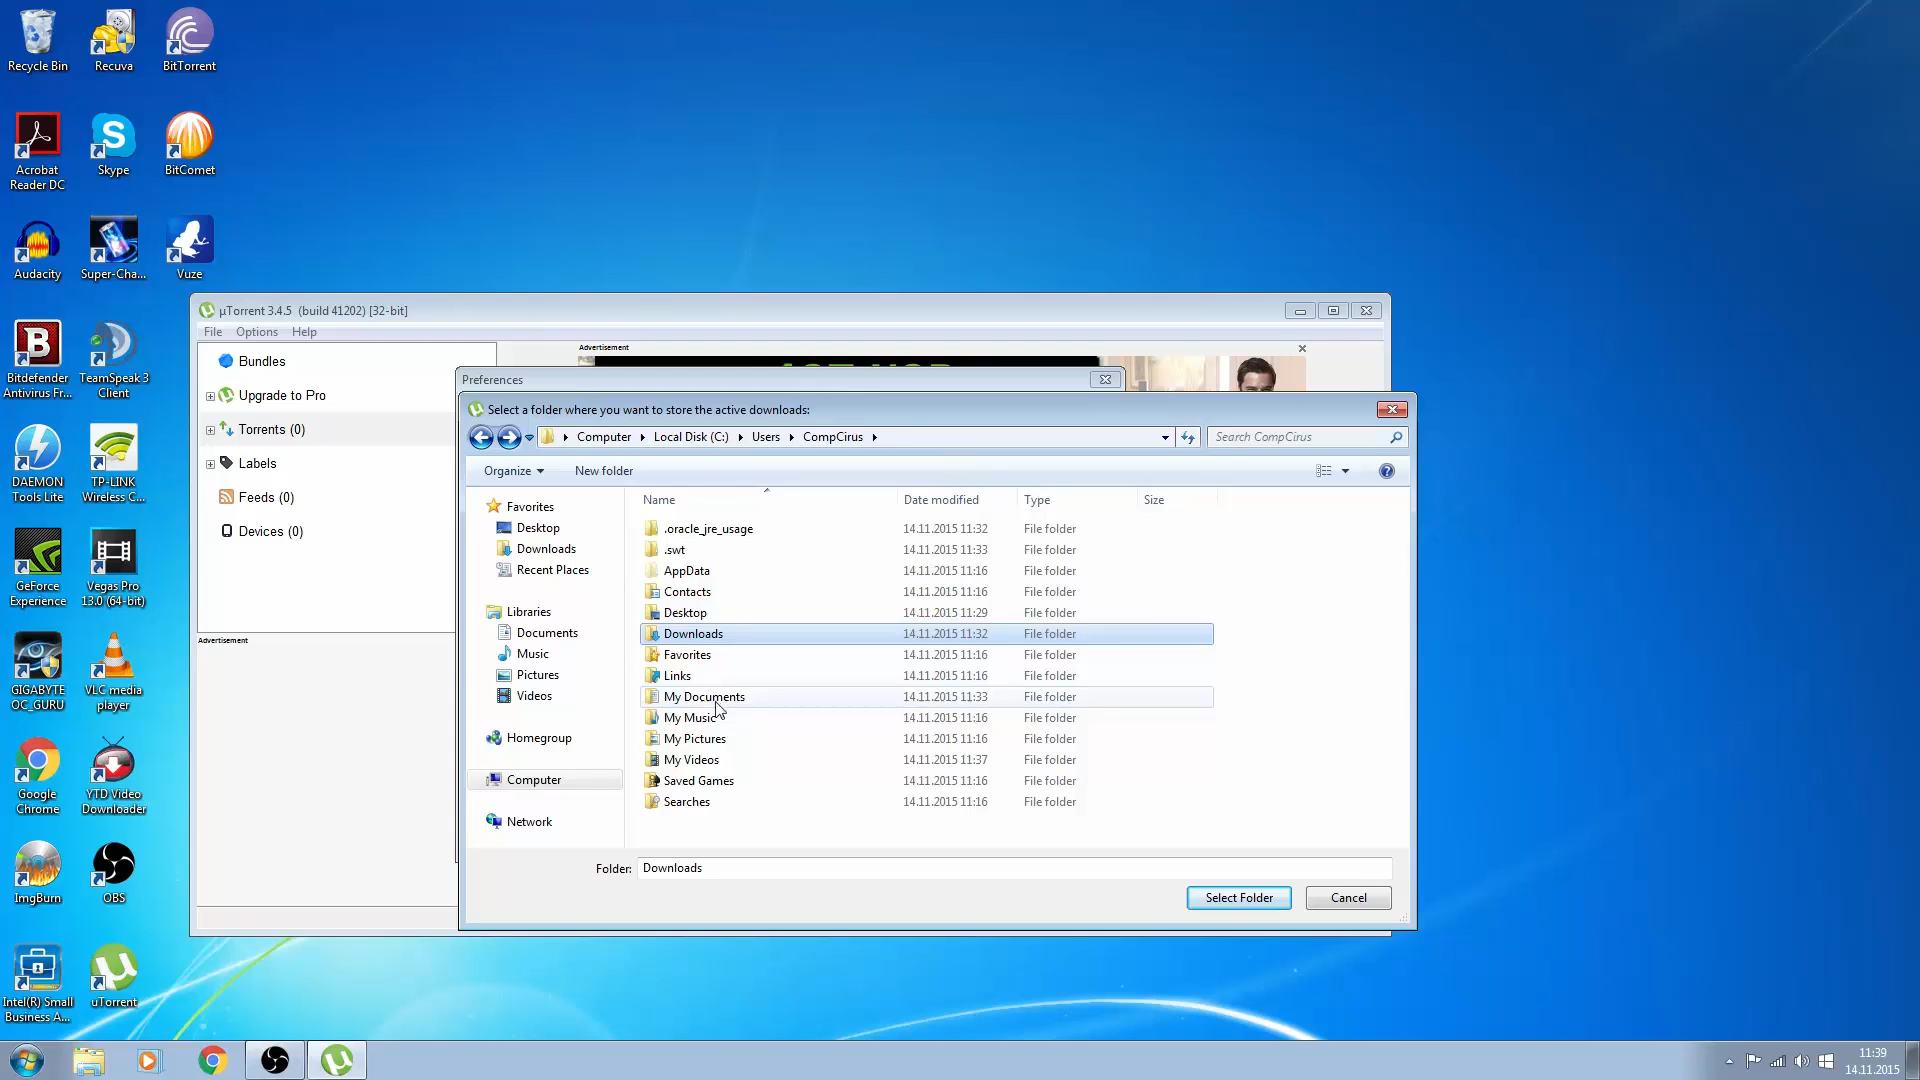 Recycle Bin
Recuva
BitTorrent
Acrobat
Reader DC
Skype
BitComet
Audacity
Super-Cha...
Vuze
Bitdefender
Antivirus Fr...
TeamSpeak 3
Client
DAEMON
Tools Lite
TP-LINK
Wireless C...
GeForce
Experience
Vegas Pro
13.0 (64-bit)
GIGABYTE
OC_GURU
VLC media
player
Google
Chrome
YTD Video
Downloader
ImgBurn
OBS
Intel(R) Small
Business A...
uTorrent
µTorrent 3.4.5 (build 41202) [32-bit]
File Options Help
Bundles
Upgrade to Pro
Torrents (0)
Labels
Feeds (0)
Devices (0)
Advertisement
Advertisement
Preferences
Select a folder where you want to store the active downloads:
Computer Local Disk (C:) Users CompCirus
Search CompCirus
Organize New folder
Favorites
Desktop
Downloads
Recent Places
Libraries
Documents
Music
Pictures
Videos
Homegroup
Computer
Network
Name Date modified Type Size
.oracle_jre_usage 14.11.2015 11:32 File folder
.swt 14.11.2015 11:33 File folder
AppData 14.11.2015 11:16 File folder
Contacts 14.11.2015 11:16 File folder
Desktop 14.11.2015 11:29 File folder
Downloads 14.11.2015 11:32 File folder
Favorites 14.11.2015 11:16 File folder
Links 14.11.2015 11:16 File folder
My Documents 14.11.2015 11:33 File folder
My Music 14.11.2015 11:16 File folder
My Pictures 14.11.2015 11:16 File folder
My Videos 14.11.2015 11:37 File folder
Saved Games 14.11.2015 11:16 File folder
Searches 14.11.2015 11:16 File folder
Folder: Downloads
Select Folder Cancel
11:39
14.11.2015